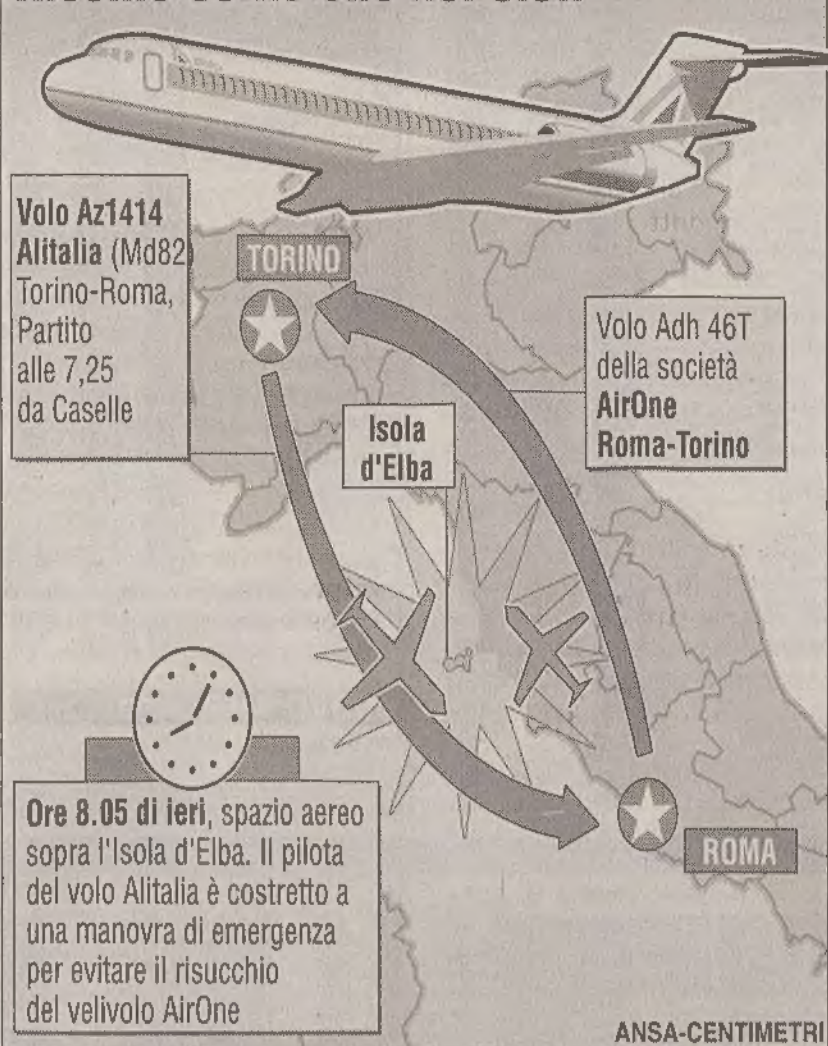 Volo Az1414
Alitalia (Md82)
Torino-Roma,
Partito
alle 7,25
da Caselle
TORINO
Volo Adh 46T
della società
AirOne
Roma-Torino
Isola
d'Elba
Ore 8.05 di ieri, spazio aereo
sopra l'Isola d'Elba. Il pilota
del volo Alitalia è costretto a
una manovra di emergenza
per evitare il risucchio
del velivolo AirOne
ROMA
ANSA-CENTIMETRI